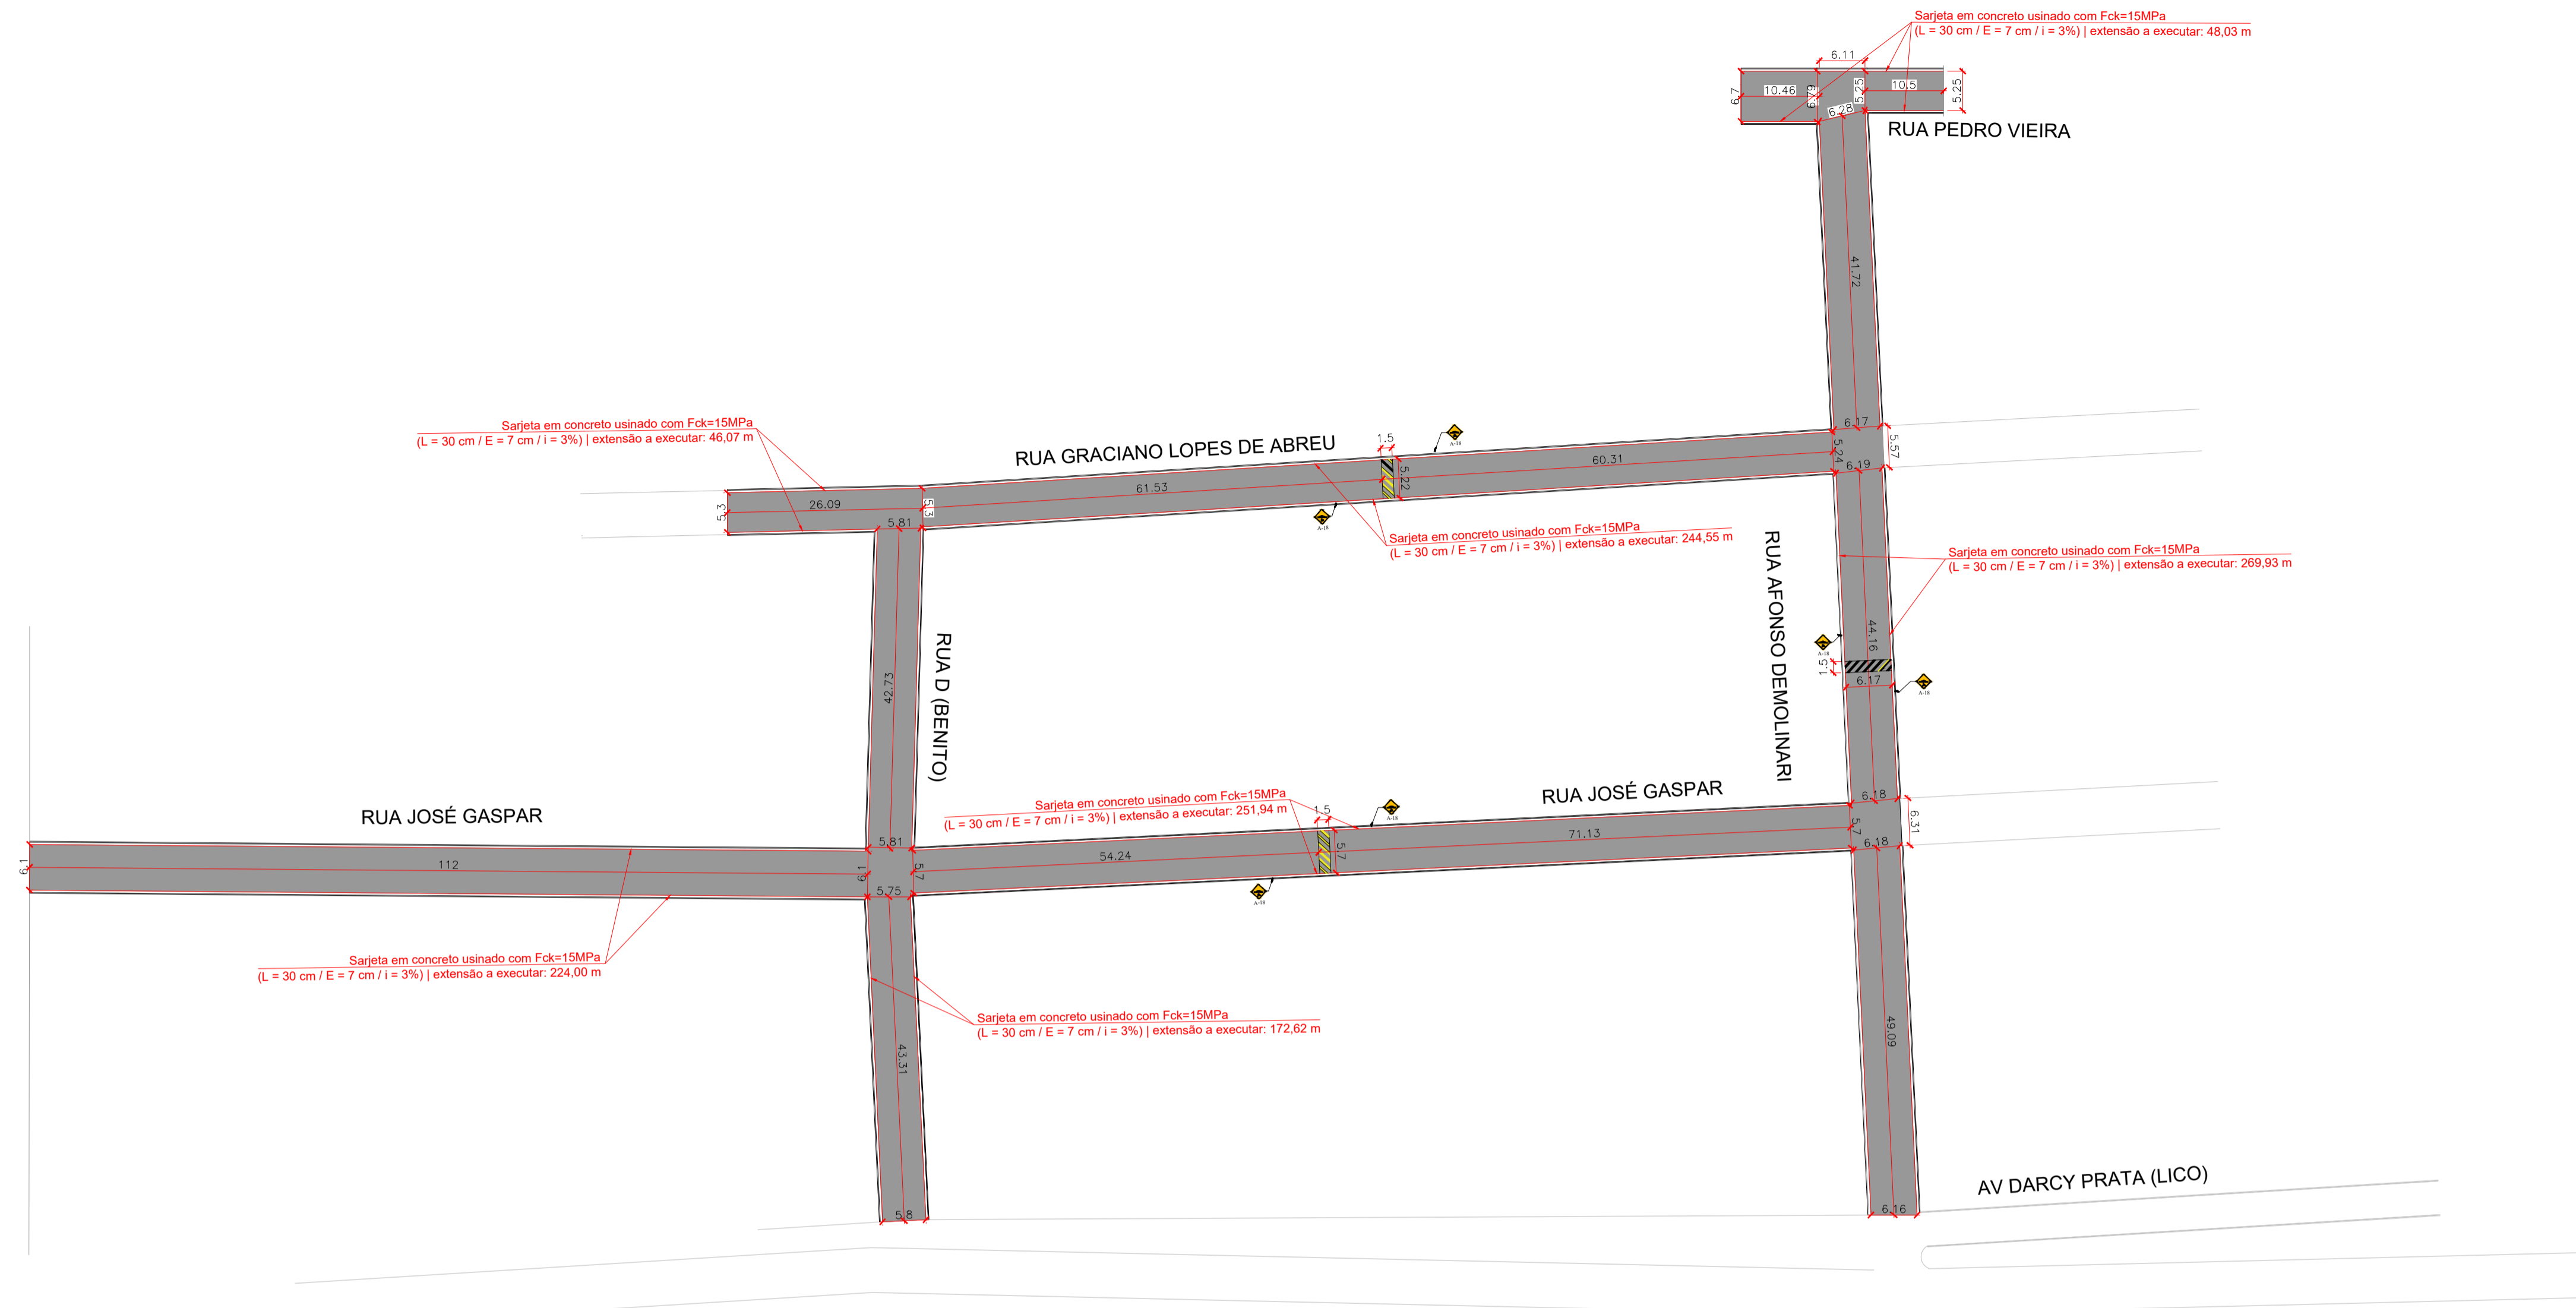 Sarjeta em concreto usinado com Fck=15MPa
(L = 30 cm / E = 7 cm / i = 3%) | extensão a executar: 48,03 m
6.11
6.7
10.46
6.79
5.25
10.5
5.25
6.28
RUA PEDRO VIEIRA
41.72
Sarjeta em concreto usinado com Fck=15MPa
(L = 30 cm / E = 7 cm / i = 3%) | extensão a executar: 46,07 m
RUA GRACIANO LOPES DE ABREU
1.5
A-18
6.17
5.57
5.24
6.19
60.31
5.22
61.53
5.3
26.09
5.3
5.81
A-18
Sarjeta em concreto usinado com Fck=15MPa
(L = 30 cm / E = 7 cm / i = 3%) | extensão a executar: 244,55 m
RUA AFONSO DEMOLINARI
Sarjeta em concreto usinado com Fck=15MPa
(L = 30 cm / E = 7 cm / i = 3%) | extensão a executar: 269,93 m
44.16
A-18
1.5
6.17
A-18
42.73
RUA D (BENITO)
RUA JOSÉ GASPAR
Sarjeta em concreto usinado com Fck=15MPa
(L = 30 cm / E = 7 cm / i = 3%) | extensão a executar: 251,94 m
1.5
A-18
RUA JOSÉ GASPAR
6.18
6.31
5.7
6.18
71.13
5.7
54.24
5.81
5.7
6.1
5.75
112
6.1
A-18
Sarjeta em concreto usinado com Fck=15MPa
(L = 30 cm / E = 7 cm / i = 3%) | extensão a executar: 224,00 m
Sarjeta em concreto usinado com Fck=15MPa
(L = 30 cm / E = 7 cm / i = 3%) | extensão a executar: 172,62 m
43.31
49.09
5.8
6.16
AV DARCY PRATA (LICO)